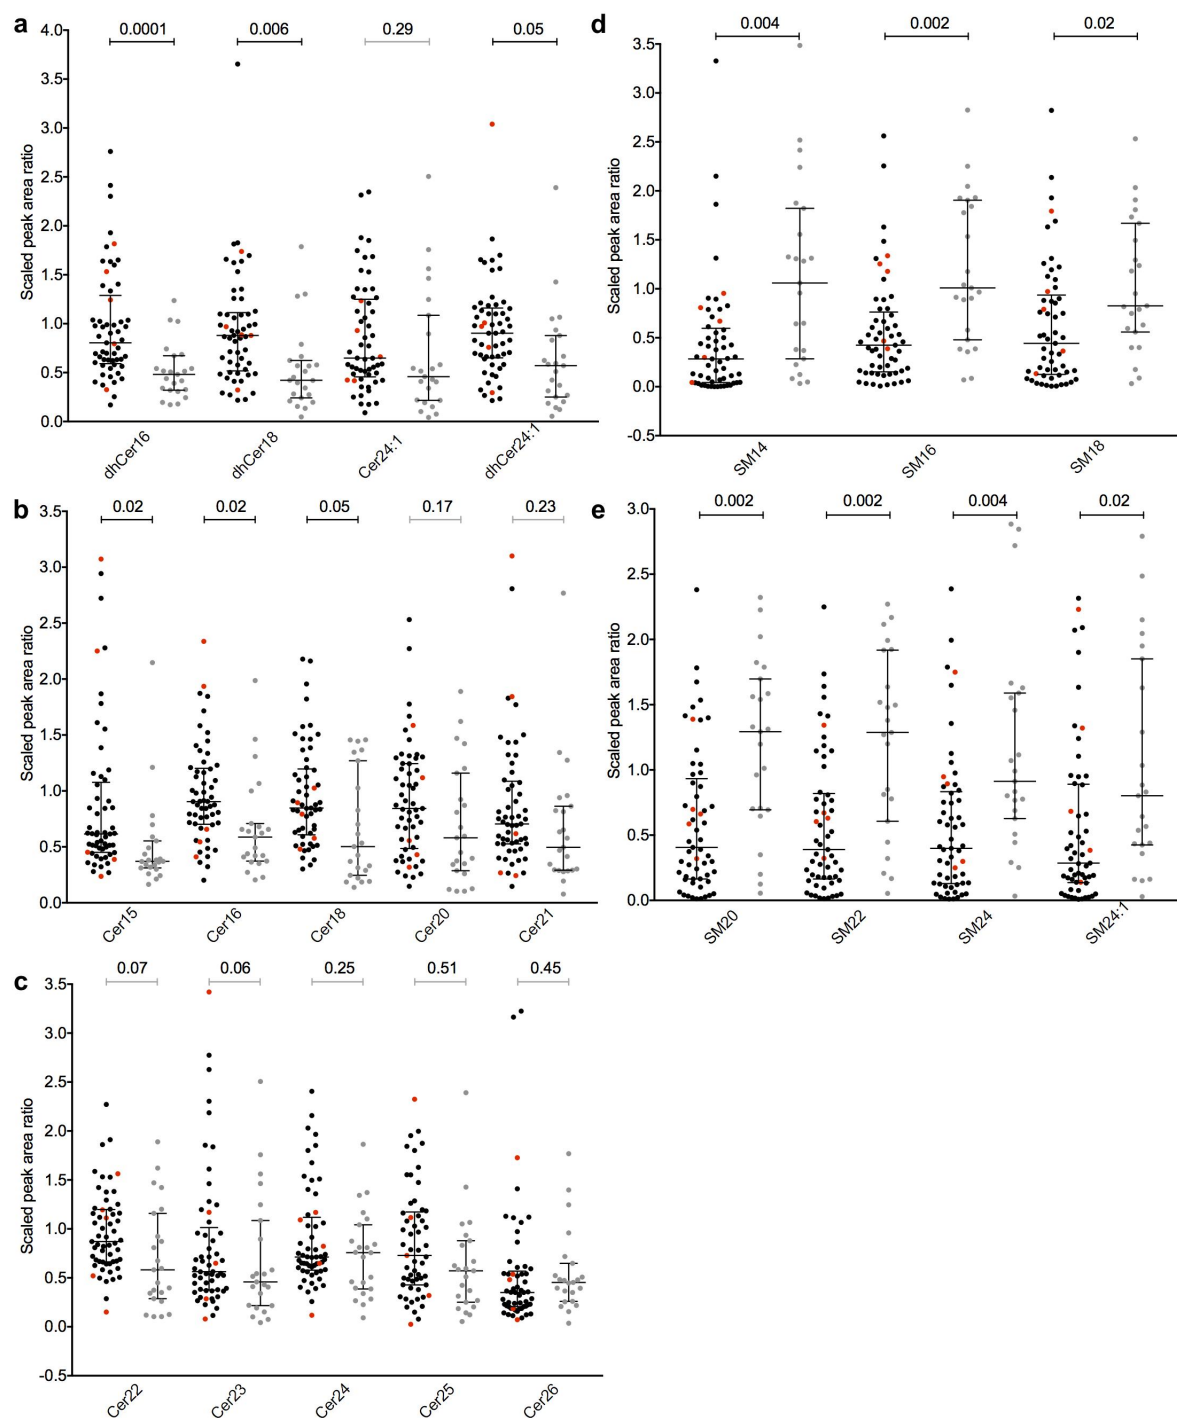 a
0.0001 0.006 0.29 0.05
4.0
3.5
3.0
2.5
2.0
1.5
1.0
0.5
0.0
Scaled peak area ratio
dhCer16 dhCer18 Cer24:1 dhCer24:1
b
0.02 0.02 0.05 0.17 0.23
3.5
3.0
2.5
2.0
1.5
1.0
0.5
0.0
Scaled peak area ratio
Cer15 Cer16 Cer18 Cer20 Cer21
c
0.07 0.06 0.25 0.51 0.45
3.5
3.0
2.5
2.0
1.5
1.0
0.5
0.0
-0.5
Scaled peak area ratio
Cer22 Cer23 Cer24 Cer25 Cer26
d
0.004 0.002 0.02
3.5
3.0
2.5
2.0
1.5
1.0
0.5
0.0
-0.5
Scaled peak area ratio
SM14 SM16 SM18
e
0.002 0.002 0.004 0.02
3.0
2.5
2.0
1.5
1.0
0.5
0.0
Scaled peak area ratio
SM20 SM22 SM24 SM24:1